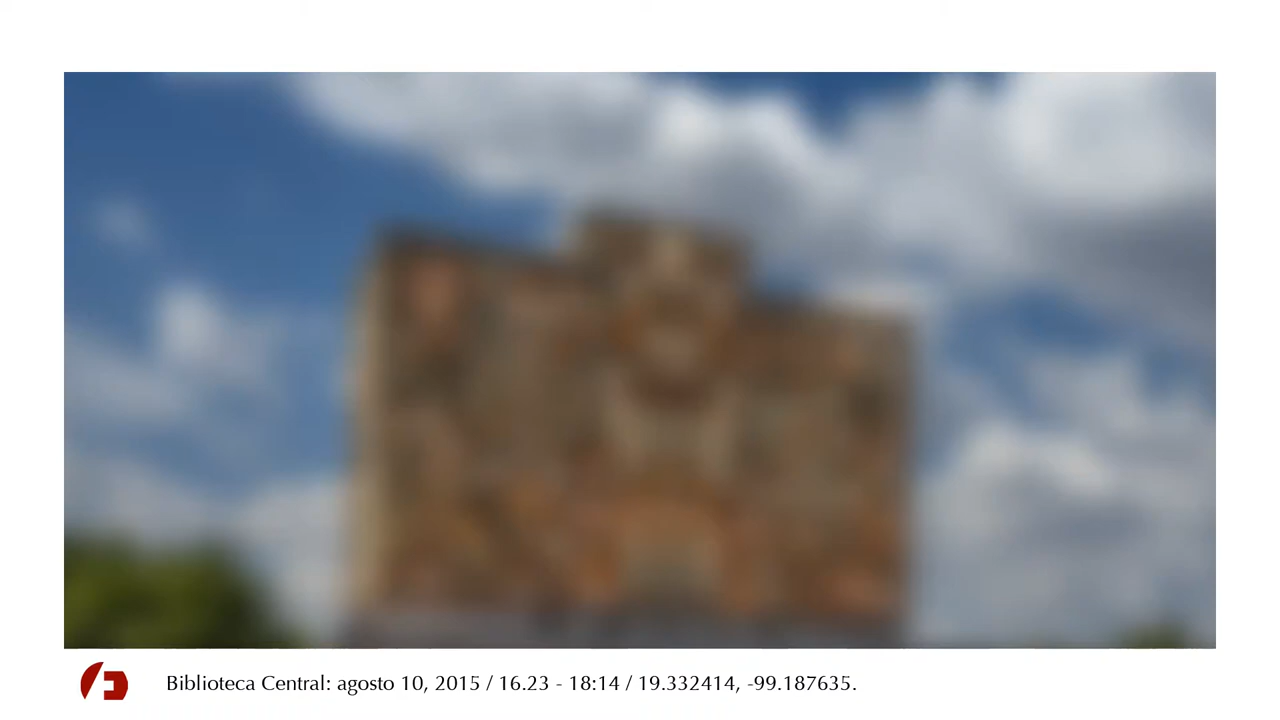 Biblioteca Central: agosto 10, 2015 / 16.23 - 18:14 / 19.332414, -99.187635.